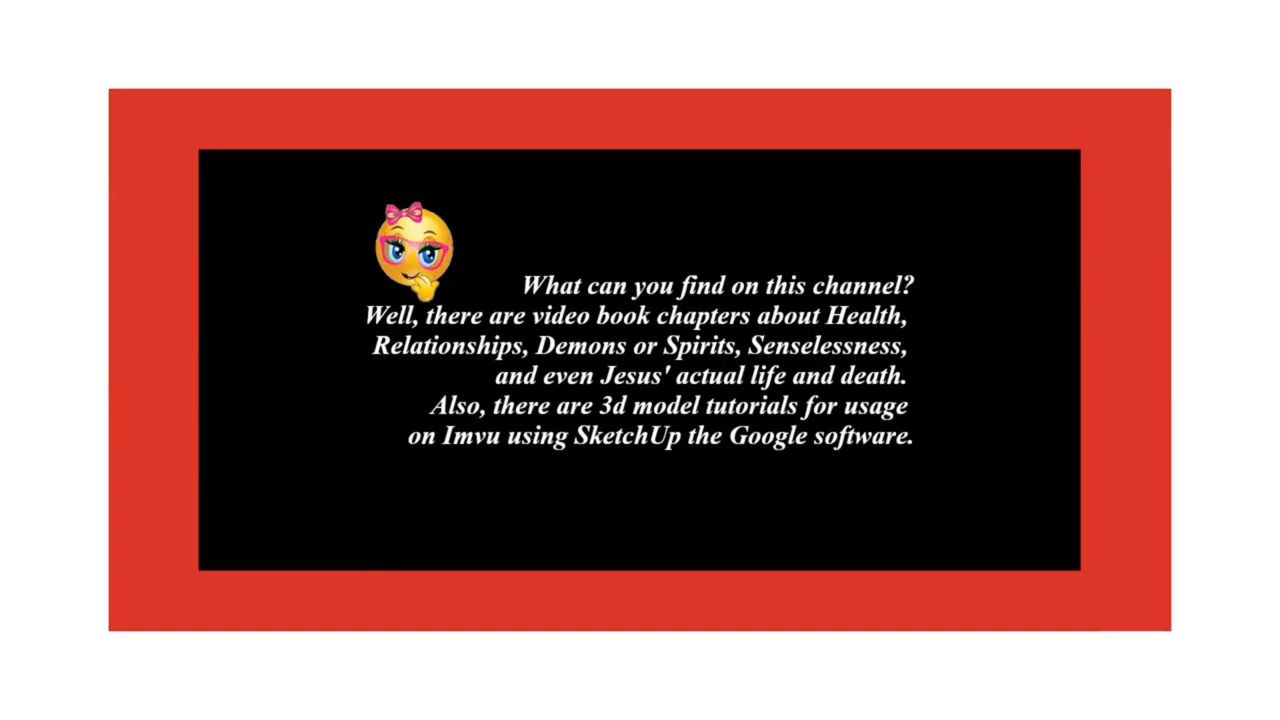 What can you find on this channel?
Well, there are video book chapters about Health,
Relationships, Demons or Spirits, Senselessness,
and even Jesus' actual life and death.
Also, there are 3d model tutorials for usage
on Imvu using SketchUp the Google software.